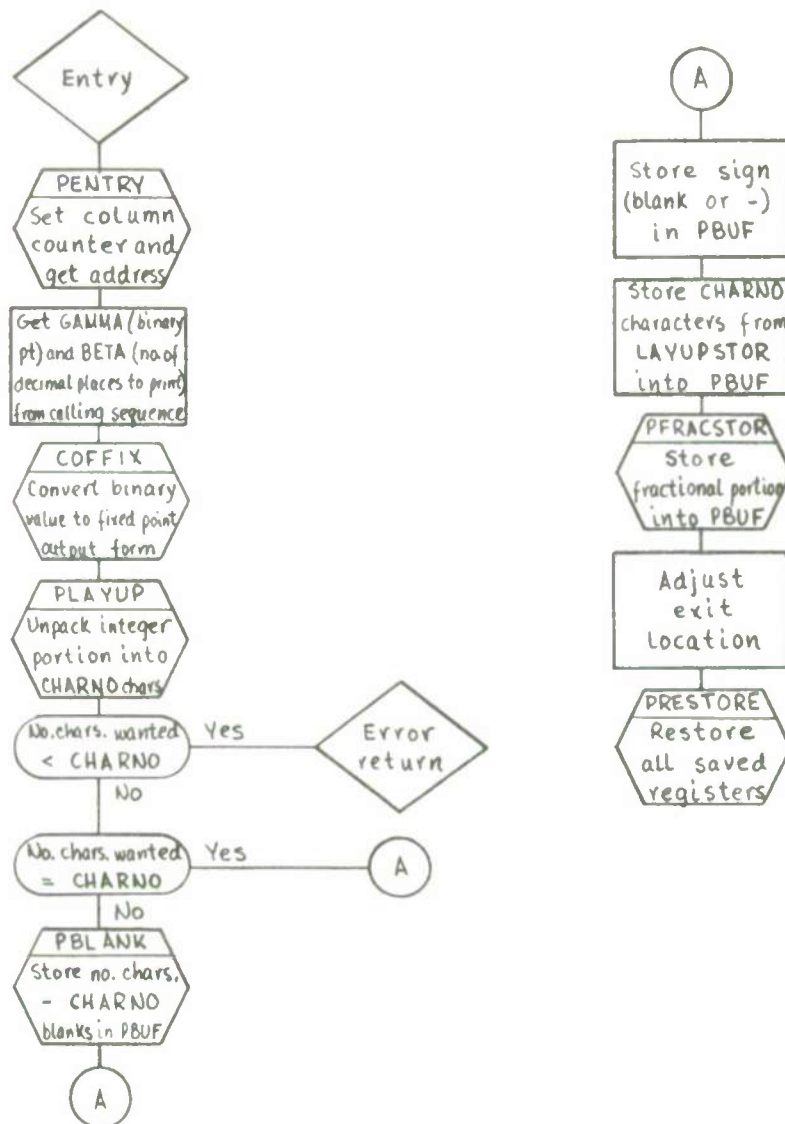 Entry
PENTRY
Set column
counter and
get address
Get GAMMA (binary
pt) and BETA (no. of
decimal places to print)
from calling sequence
COFFIX
Convert binary
value to fixed point
output form
PLAYUP
Unpack integer
portion into
CHARNO chars
No. chars. wanted
< CHARNO
Yes
Error
return
No
No. chars. wanted
= CHARNO
Yes
A
No
PBLANK
Store no. chars.
- CHARNO
blanks in PBUF
A
A
Store sign
(blank or -)
in PBUF
Store CHARNO
characters from
LAYUPSTOR
into PBUF
PFRACSTOR
Store
fractional portion
into PBUF
Adjust
exit
Location
PRESTORE
Restore
all saved
registers